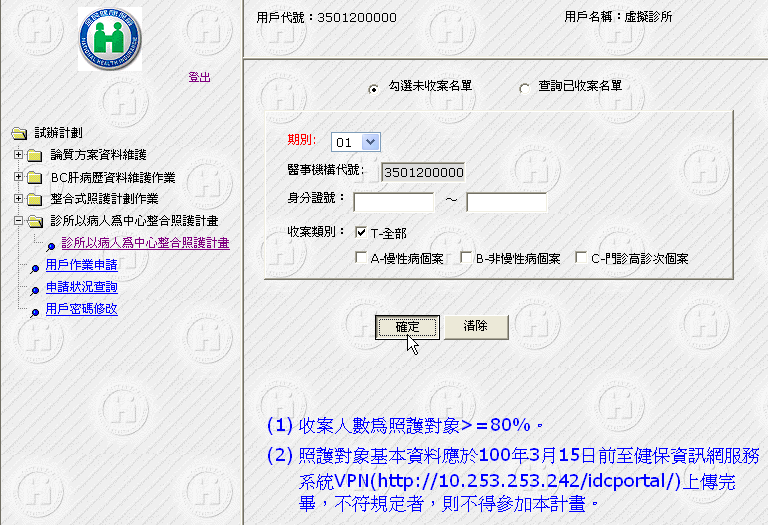 用戶代號：3501200000
用戶名稱：虛擬診所
登出
勾選未收案名單
查詢已收案名單
試辦計劃
論質方案資料維護
BC肝病歷資料維護作業
整合式照護計劃作業
診所以病人爲中心整合照護計畫
診所以病人爲中心整合照護計畫
用戶作業申請
申請狀況查詢
用戶密碼修改
期別:
01
醫事機構代號:
3501200000
身分證號：
～
收案類別：
T-全部
A-慢性病個案
B-非慢性病個案
C-門診高診次個案
確定
清除
(1) 收案人數為照護對象>=80%。
(2) 照護對象基本資料應於100年3月15日前至健保資訊網服務
系統VPN(http://10.253.253.242/idcportal/)上傳完
畢，不符規定者，則不得參加本計畫。